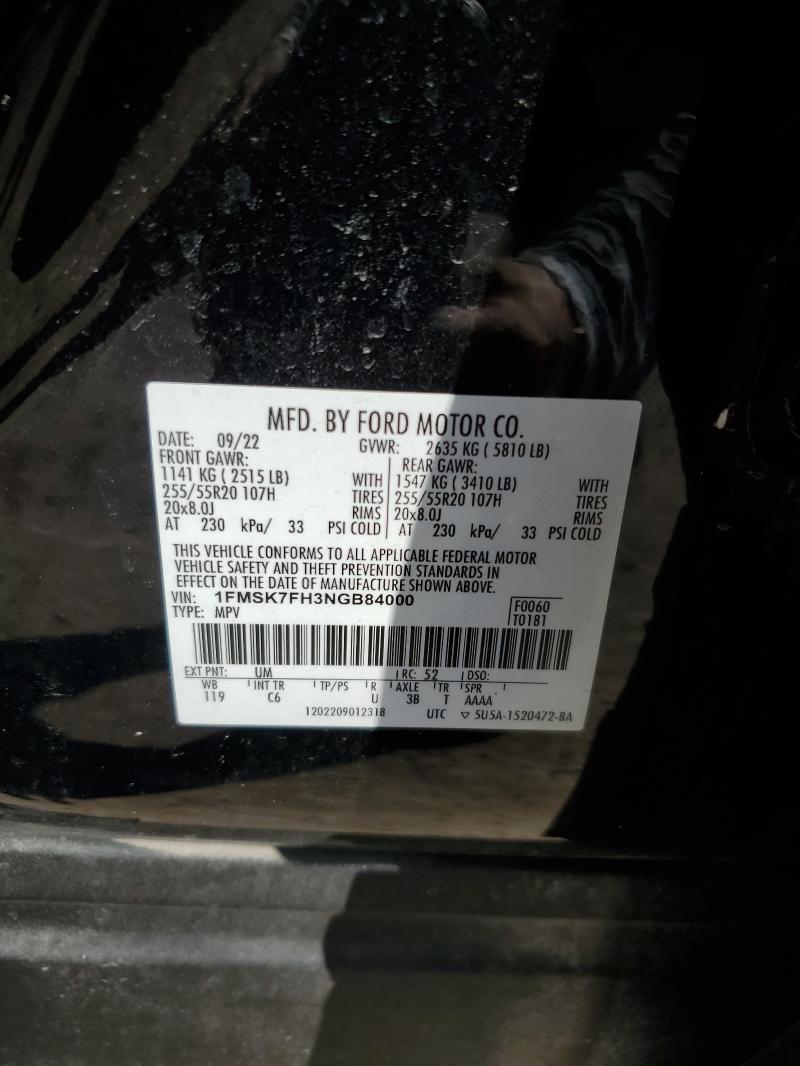 MFD. BY FORD MOTOR CO.
DATE: 09/22 GVWR: 2635 KG ( 5810 LB)
FRONT GAWR: REAR GAWR:
1141 KG ( 2515 LB) WITH 1547 KG ( 3410 LB) WITH
255/55R20 107H TIRES 255/55R20 107H TIRES
20x8.0J RIMS 20x8.0J RIMS
AT 230 kPa/ 33 PSI COLD AT 230 kPa/ 33 PSI COLD
THIS VEHICLE CONFORMS TO ALL APPLICABLE FEDERAL MOTOR
VEHICLE SAFETY AND THEFT PREVENTION STANDARDS IN
EFFECT ON THE DATE OF MANUFACTURE SHOWN ABOVE.
VIN: 1FMSK7FH3NGB84000 F0060
TYPE: MPV T0181
EXT PNT: UM RC: 52 DSO:
WB INT TR TP/PS R AXLE TR SPR
119 C6 U 3B T AAAA
1202209012318 UTC ▽ 5U5A-1520472-BA